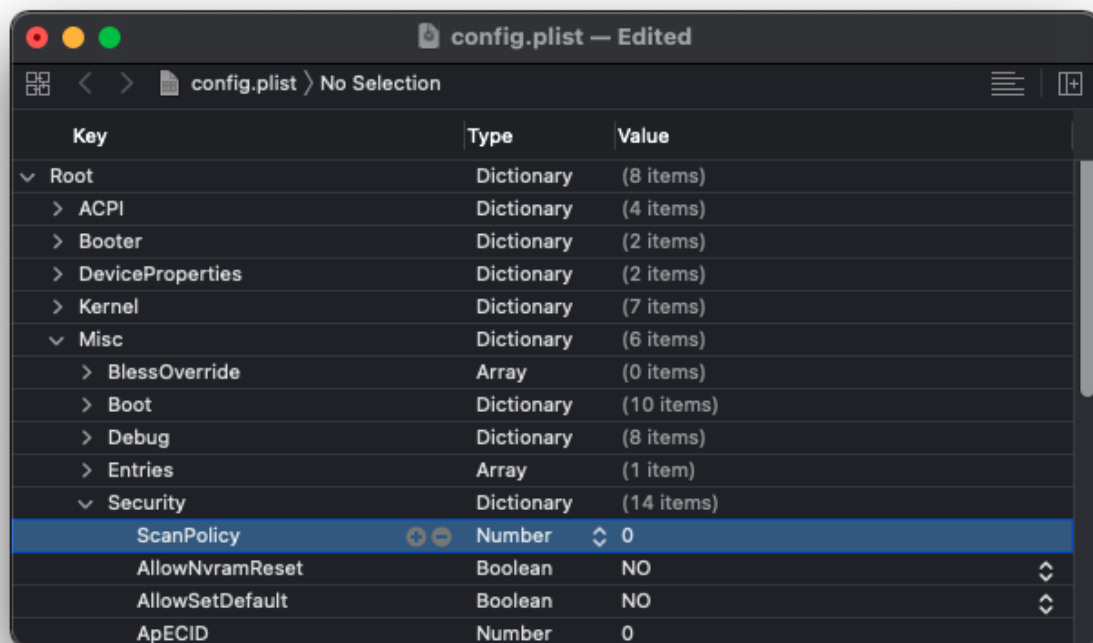 config.plist — Edited
config.plist 〉No Selection
Key Type Value
Root Dictionary (8 items)
ACPI Dictionary (4 items)
Booter Dictionary (2 items)
DeviceProperties Dictionary (2 items)
Kernel Dictionary (7 items)
Misc Dictionary (6 items)
BlessOverride Array (0 items)
Boot Dictionary (10 items)
Debug Dictionary (8 items)
Entries Array (1 item)
Security Dictionary (14 items)
ScanPolicy Number 0
AllowNvramReset Boolean NO
AllowSetDefault Boolean NO
ApECID Number 0